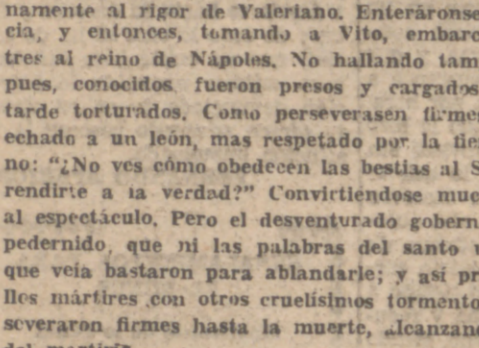 namente al rigor de Valeriano. Enteráronse
cia, y entonces, tomando a Vito, embarc
tres al reino de Nápoles. No hallando tam
pues, conocidos fueron presos y cargados
tarde torturados. Como perseverasen firmes
echado a un león, mas respetado por la fie
no: "¿No ves cómo obedecen las bestias al S
rendirte a la verdad?" Convirtiéndose muc
al espectáculo. Pero el desventurado gobern
pedernido, que ni las palabras del santo
que veía bastaron para ablandarle; y así pr
llos mártires con otros cruelísimos tormento
severaron firmes hasta la muerte, alcanzand